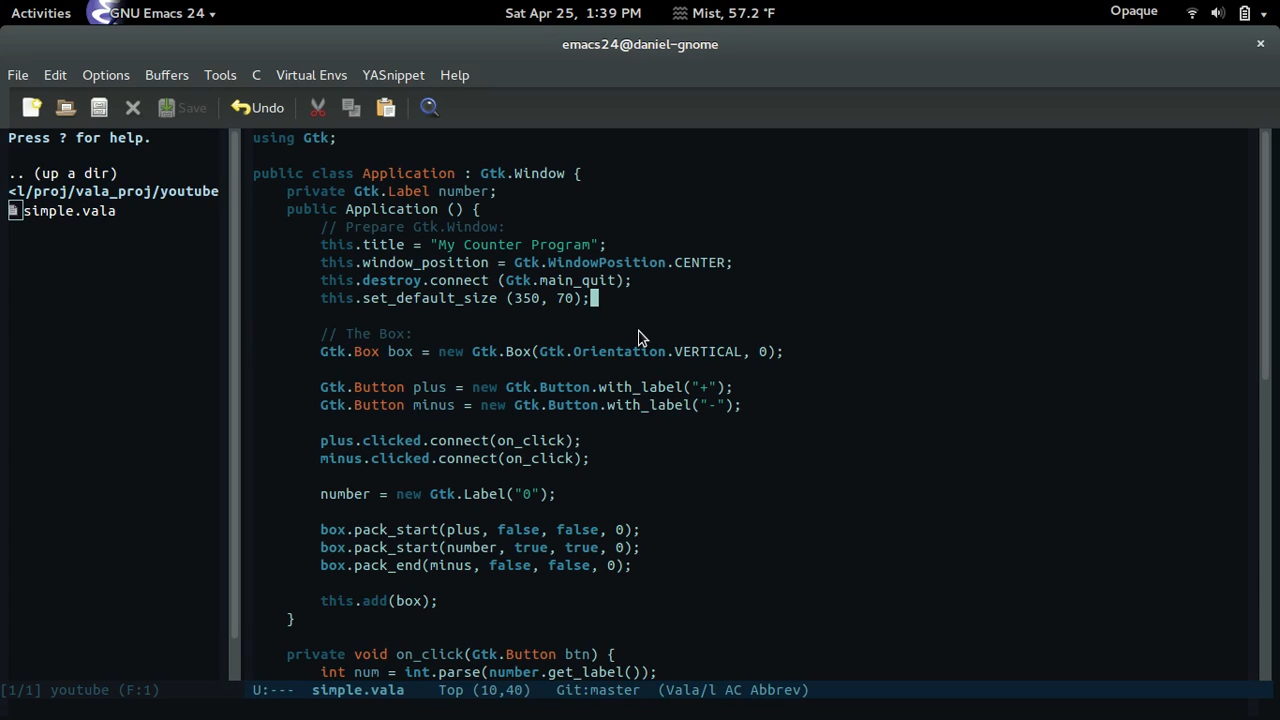 Activities GNU Emacs 24 Sat Apr 25, 1:39 PM Mist, 57.2 °F Opaque
emacs24@daniel-gnome ×
File Edit Options Buffers Tools C Virtual Envs YASnippet Help
Save Undo
Press ? for help.
.. (up a dir)
<l/proj/vala_proj/youtube
simple.vala
using Gtk;
public class Application : Gtk.Window {
private Gtk.Label number;
public Application () {
// Prepare Gtk.Window:
this.title = "My Counter Program";
this.window_position = Gtk.WindowPosition.CENTER;
this.destroy.connect (Gtk.main_quit);
this.set_default_size (350, 70);
// The Box:
Gtk.Box box = new Gtk.Box(Gtk.Orientation.VERTICAL, 0);
Gtk.Button plus = new Gtk.Button.with_label("+");
Gtk.Button minus = new Gtk.Button.with_label("-");
plus.clicked.connect(on_click);
minus.clicked.connect(on_click);
number = new Gtk.Label("0");
box.pack_start(plus, false, false, 0);
box.pack_start(number, true, true, 0);
box.pack_end(minus, false, false, 0);
this.add(box);
}
private void on_click(Gtk.Button btn) {
int num = int.parse(number.get_label());
[1/1] youtube (F:1)
U:--- simple.vala Top (10,40) Git:master (Vala/l AC Abbrev)